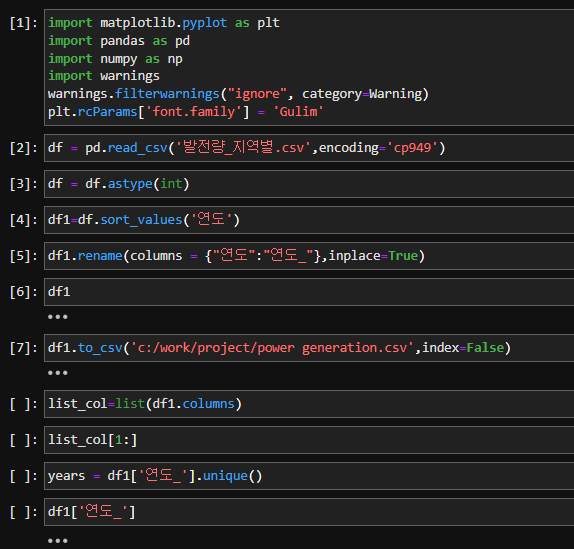 [1]: import matplotlib.pyplot as plt
import pandas as pd
import numpy as np
import warnings
warnings.filterwarnings("ignore", category=Warning)
plt.rcParams['font.family'] = 'Gulim'
[2]: df = pd.read_csv('발전량_지역별.csv',encoding='cp949')
[3]: df = df.astype(int)
[4]: df1=df.sort_values('연도')
[5]: df1.rename(columns = {"연도":"연도_"},inplace=True)
[6]: df1
•••
[7]: df1.to_csv('c:/work/project/power generation.csv',index=False)
•••
[ ]: list_col=list(df1.columns)
[ ]: list_col[1:]
[ ]: years = df1['연도_'].unique()
[ ]: df1['연도_']
•••